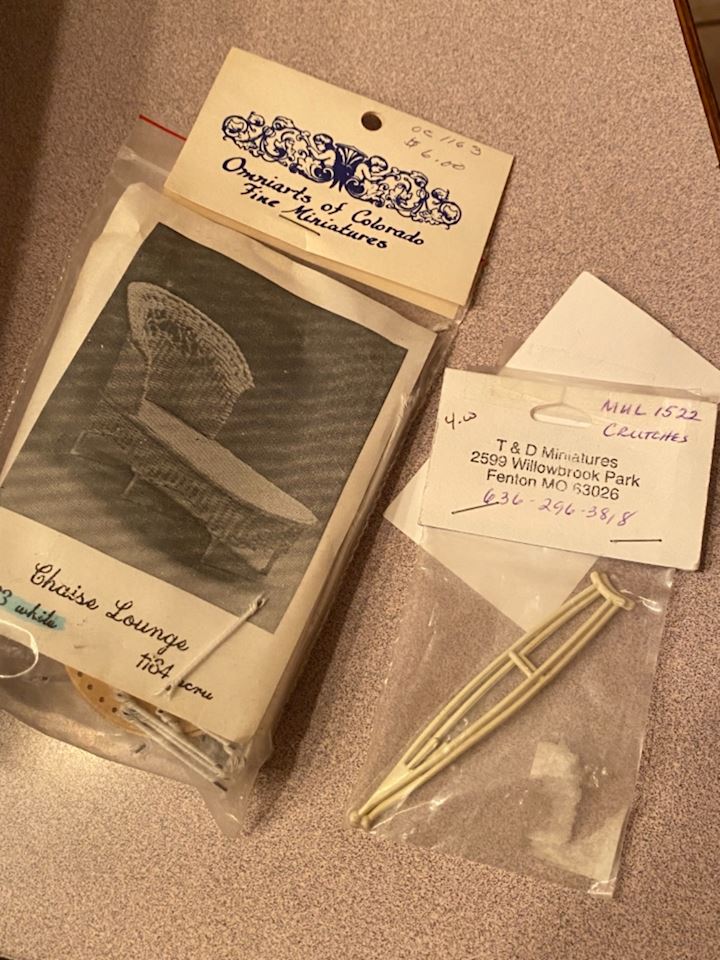 OC 1163
$ 6.00
Omniarts of Colorado
Fine Miniatures
Chaise Lounge
3 white
1184 ecru
4.00
MHL 1522
CRUTCHES
T & D Miniatures
2599 Willowbrook Park
Fenton MO 63026
636-296-3818